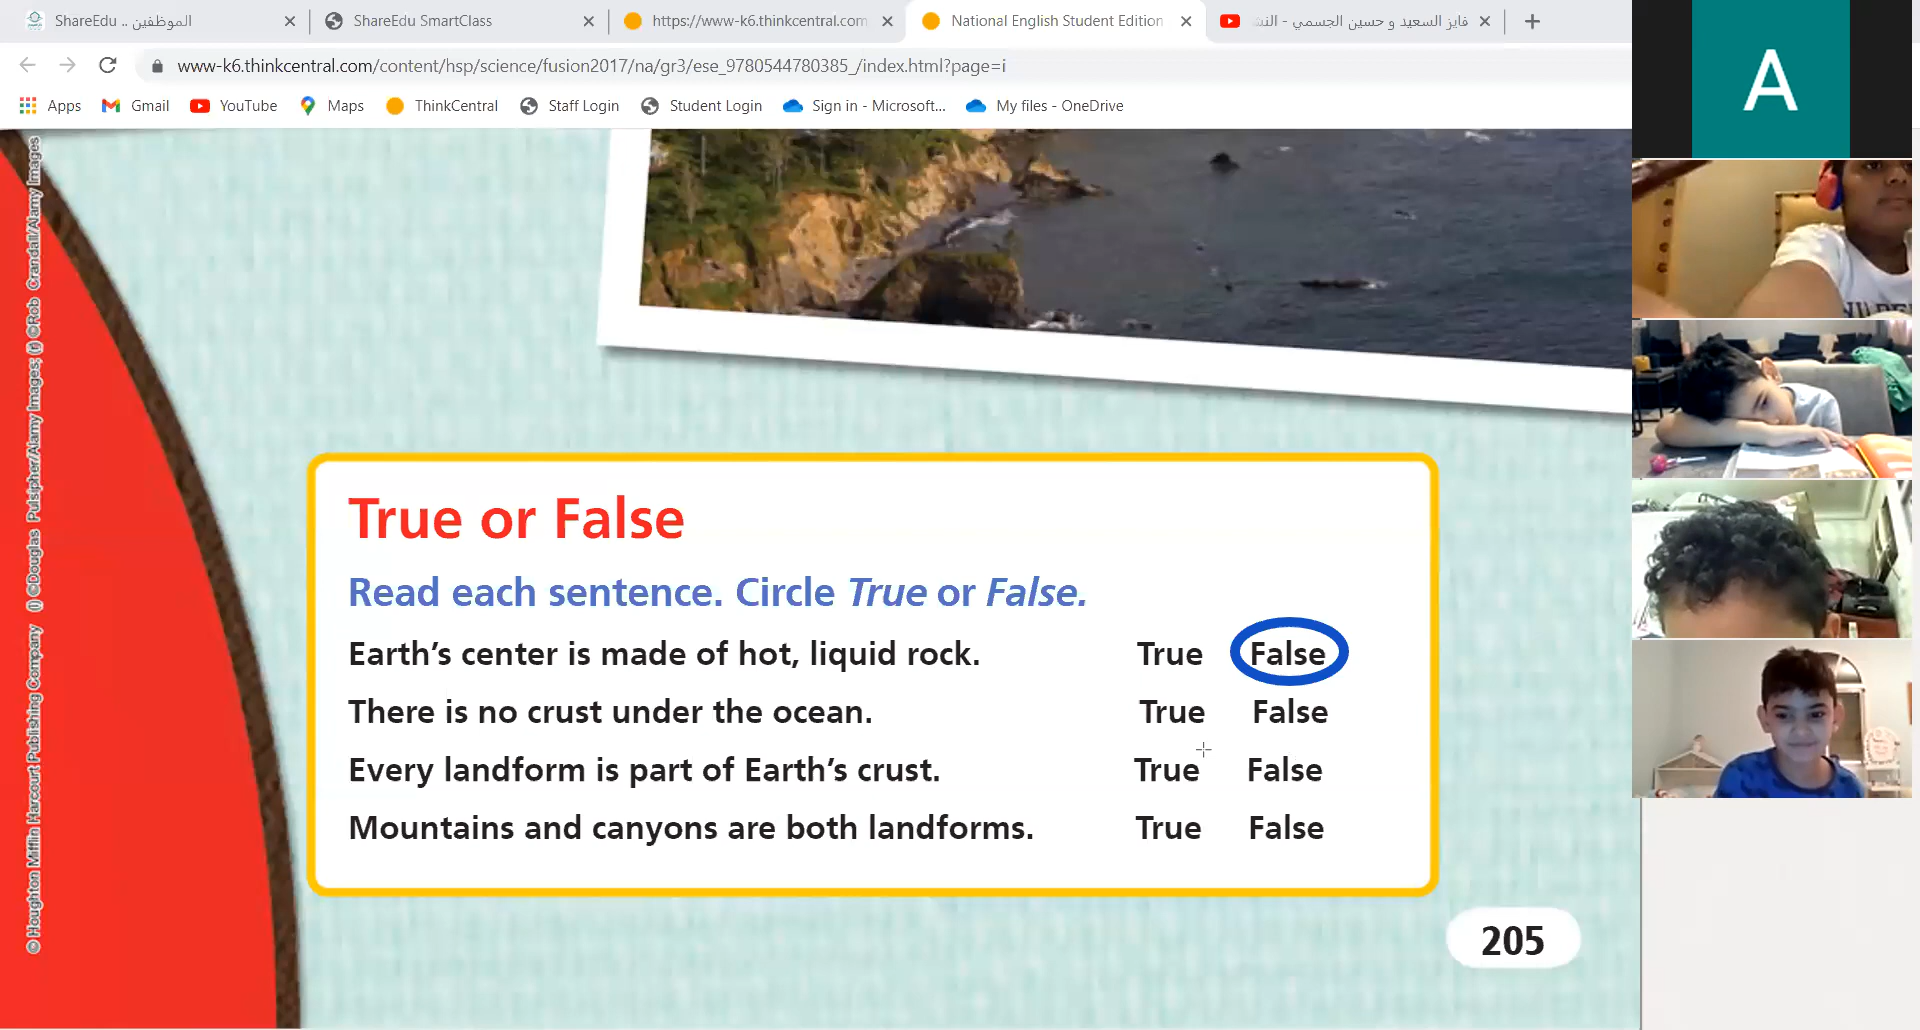 ShareEdu .. الموظفين
ShareEdu SmartClass
https://www-k6.thinkcentral.com
National English Student Edition
فايز السعيد و حسين الجسمي - النش
www-k6.thinkcentral.com/content/hsp/science/fusion2017/na/gr3/ese_9780544780385_/index.html?page=i
Apps
Gmail
YouTube
Maps
ThinkCentral
Staff Login
Student Login
Sign in - Microsoft...
My files - OneDrive
A
© Houghton Mifflin Harcourt Publishing Company (l) ©Douglas Pulsipher/Alamy Images; (r) ©Rob Crandall/Alamy Images
True or False
Read each sentence. Circle True or False.
Earth's center is made of hot, liquid rock. True False
There is no crust under the ocean. True False
Every landform is part of Earth's crust. True False
Mountains and canyons are both landforms. True False
205